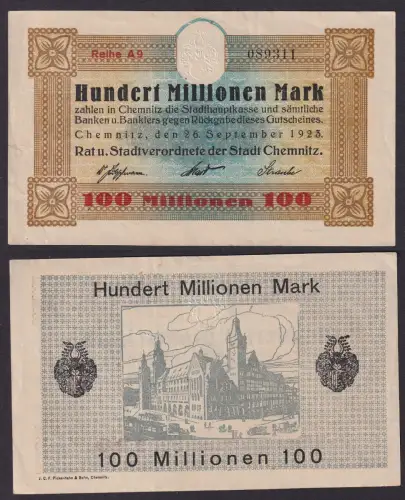 Reihe A9
089311
Hundert Millionen Mark
zahlen in Chemnitz die Stadthauptkasse und sämtliche
Banken u. Bankiers gegen Rückgabe dieses Gutscheines.
Chemnitz, den 26. September 1923.
Rat u. Stadtverordnete der Stadt Chemnitz.
100 Millionen 100
Hundert Millionen Mark
100 Millionen 100
& Sohn, Chemnitz.